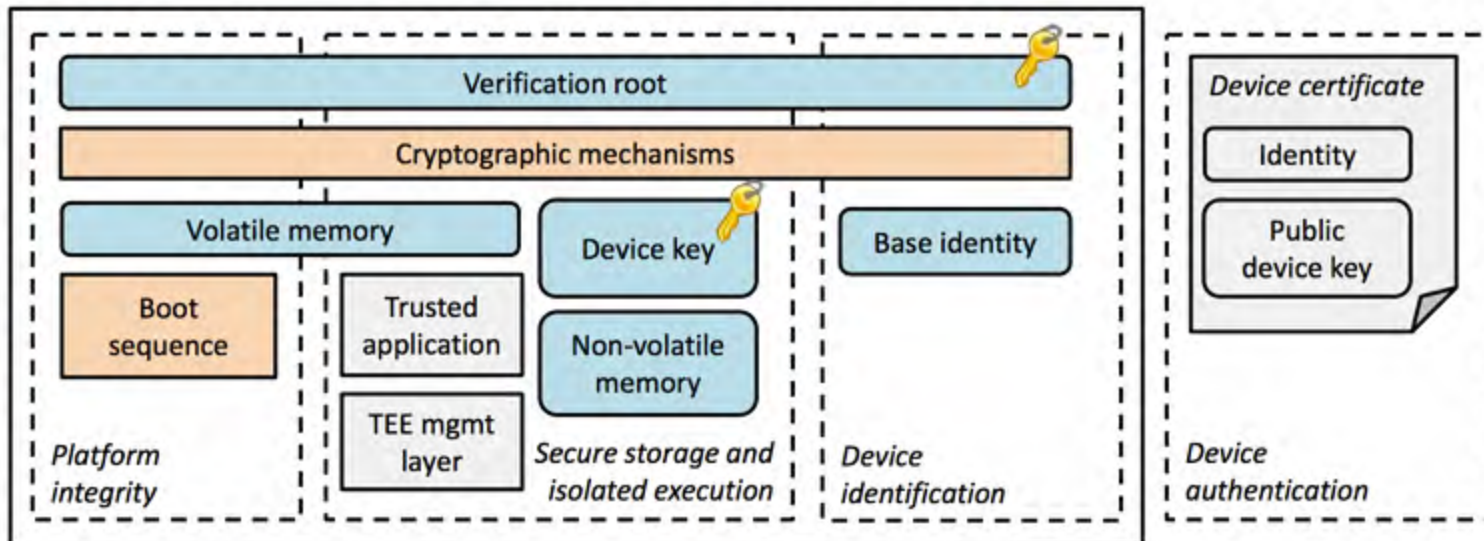 Verification root
Cryptographic mechanisms
Volatile memory
Boot
sequence
Platform
integrity
Trusted
application
TEE mgmt
layer
Device key
Non-volatile
memory
Secure storage and
isolated execution
Base identity
Device
identification
Device certificate
Identity
Public
device key
Device
authentication